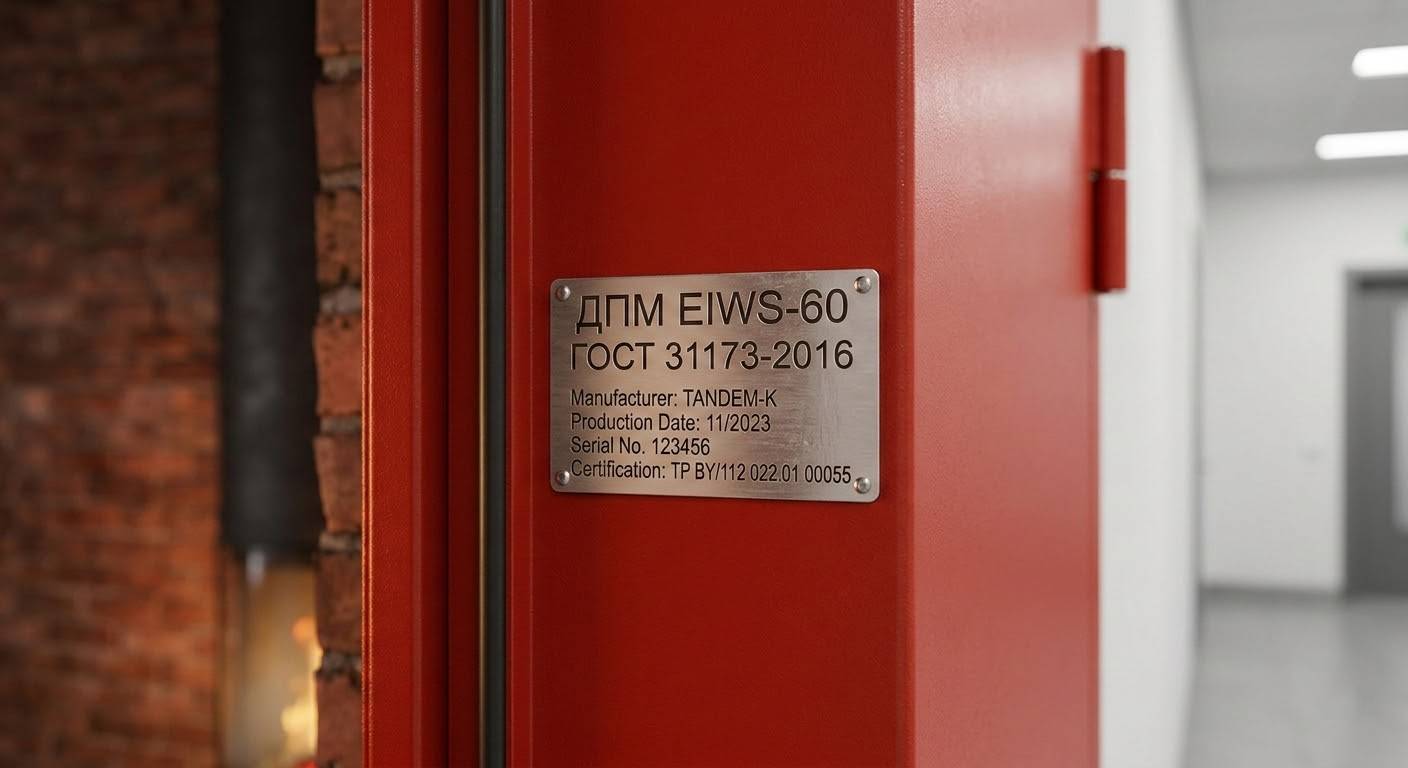 ДПМ EIWS-60
ГОСТ 31173-2016
Manufacturer: TANDEM-K
Production Date: 11/2023
Serial No. 123456
Certification: TP BY/112 022.01 00055